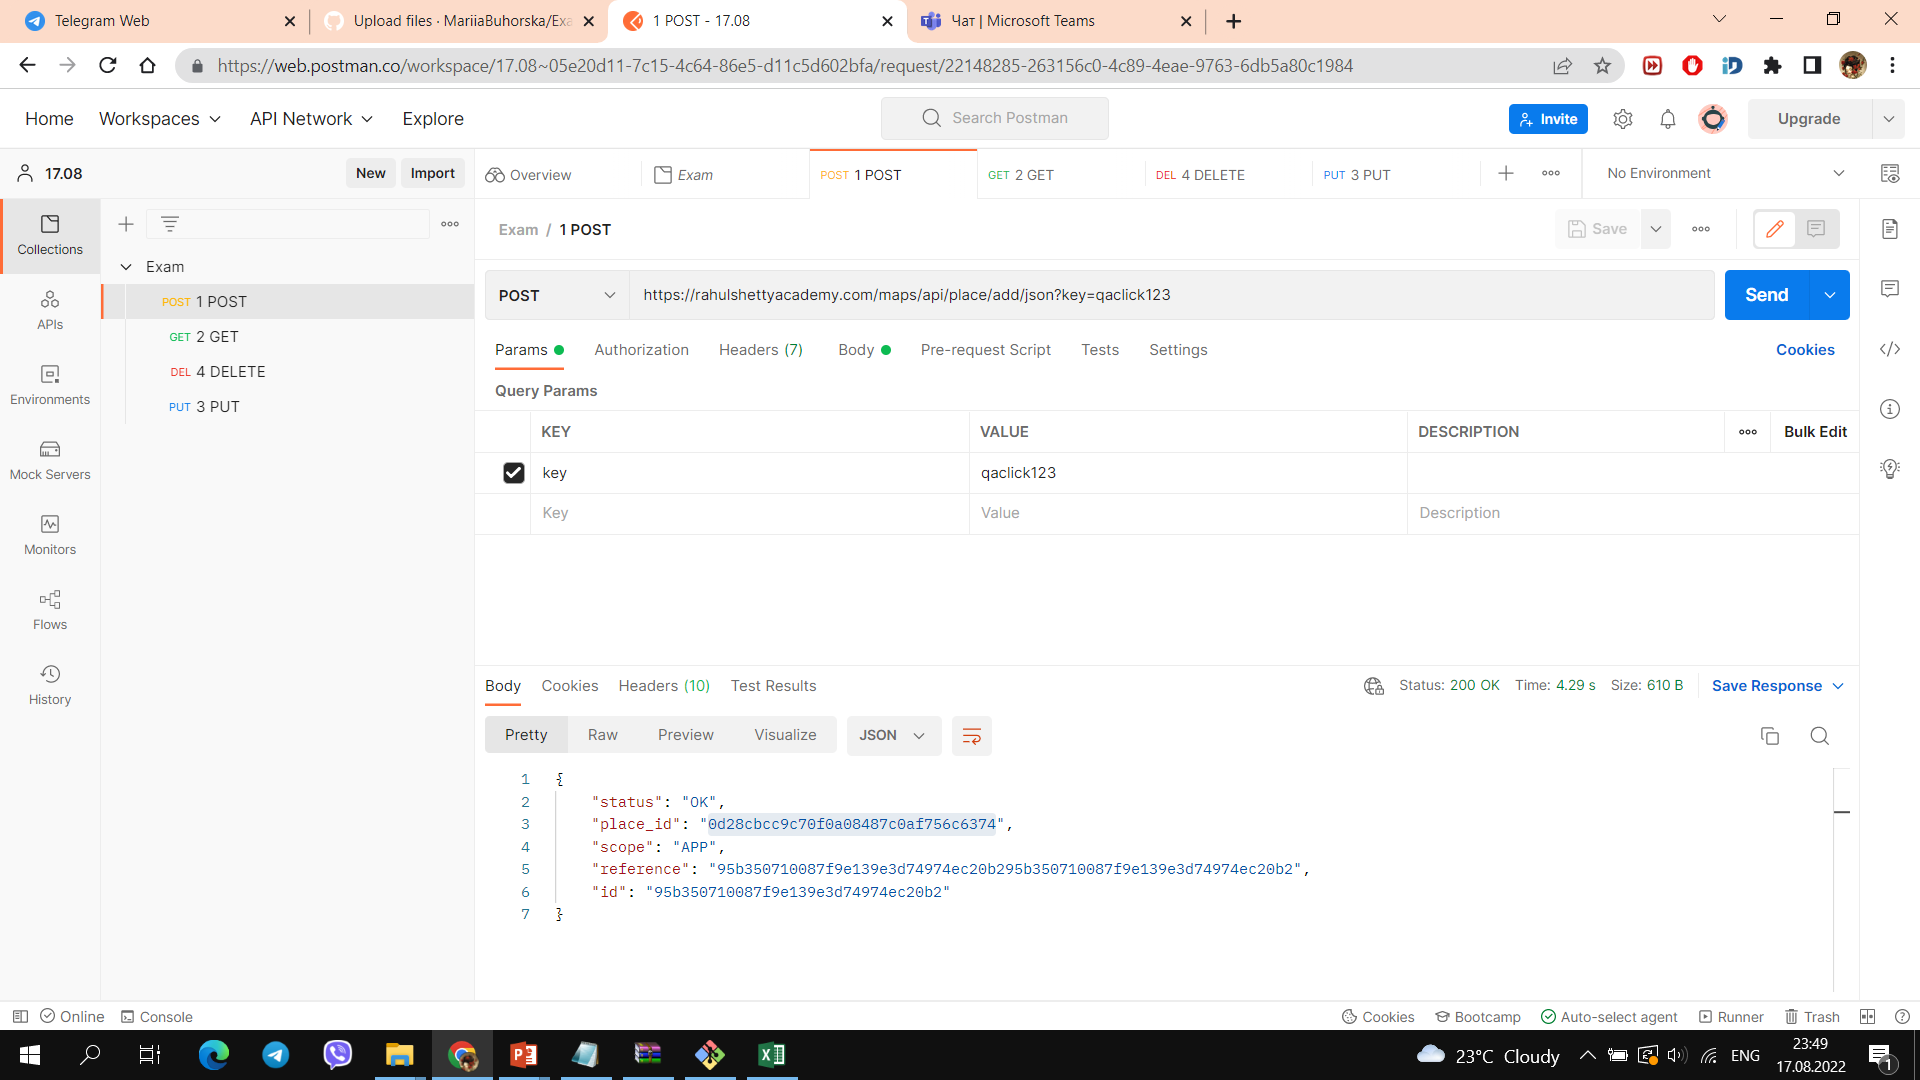 Telegram Web
Upload files · MariiaBuhorska/Exa
1 POST - 17.08
Чат | Microsoft Teams
https://web.postman.co/workspace/17.08~05e20d11-7c15-4c64-86e5-d11c5d602bfa/request/22148285-263156c0-4c89-4eae-9763-6db5a80c1984
Home
Workspaces
API Network
Explore
Search Postman
Invite
Upgrade
17.08
New
Import
Overview
Exam
POST 1 POST
GET 2 GET
DEL 4 DELETE
PUT 3 PUT
No Environment
Collections
APIs
Environments
Mock Servers
Monitors
Flows
History
Exam
POST 1 POST
GET 2 GET
DEL 4 DELETE
PUT 3 PUT
Exam / 1 POST
Save
POST
https://rahulshettyacademy.com/maps/api/place/add/json?key=qaclick123
Send
Params
Authorization
Headers (7)
Body
Pre-request Script
Tests
Settings
Cookies
Query Params
KEY
VALUE
DESCRIPTION
Bulk Edit
key
qaclick123
Key
Value
Description
Body
Cookies
Headers (10)
Test Results
Status: 200 OK
Time: 4.29 s
Size: 610 B
Save Response
Pretty
Raw
Preview
Visualize
JSON
1 {
2 "status": "OK",
3 "place_id": "0d28cbcc9c70f0a08487c0af756c6374",
4 "scope": "APP",
5 "reference": "95b350710087f9e139e3d74974ec20b295b350710087f9e139e3d74974ec20b2",
6 "id": "95b350710087f9e139e3d74974ec20b2"
7 }
Online
Console
Cookies
Bootcamp
Auto-select agent
Runner
Trash
23°C Cloudy
ENG
23:49
17.08.2022
1